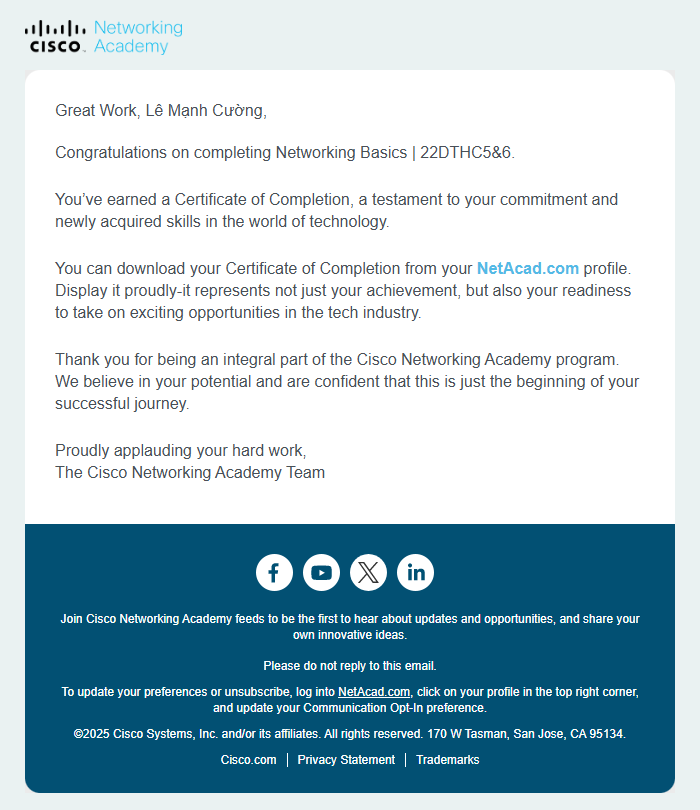 Networking
Academy
CISCO
Great Work, Lê Mạnh Cường,
Congratulations on completing Networking Basics | 22DTHC5&6.
You’ve earned a Certificate of Completion, a testament to your commitment and
newly acquired skills in the world of technology.
You can download your Certificate of Completion from your NetAcad.com profile.
Display it proudly-it represents not just your achievement, but also your readiness
to take on exciting opportunities in the tech industry.
Thank you for being an integral part of the Cisco Networking Academy program.
We believe in your potential and are confident that this is just the beginning of your
successful journey.
Proudly applauding your hard work,
The Cisco Networking Academy Team
Join Cisco Networking Academy feeds to be the first to hear about updates and opportunities, and share your
own innovative ideas.
Please do not reply to this email.
To update your preferences or unsubscribe, log into NetAcad.com, click on your profile in the top right corner,
and update your Communication Opt-In preference.
©2025 Cisco Systems, Inc. and/or its affiliates. All rights reserved. 170 W Tasman, San Jose, CA 95134.
Cisco.com | Privacy Statement | Trademarks